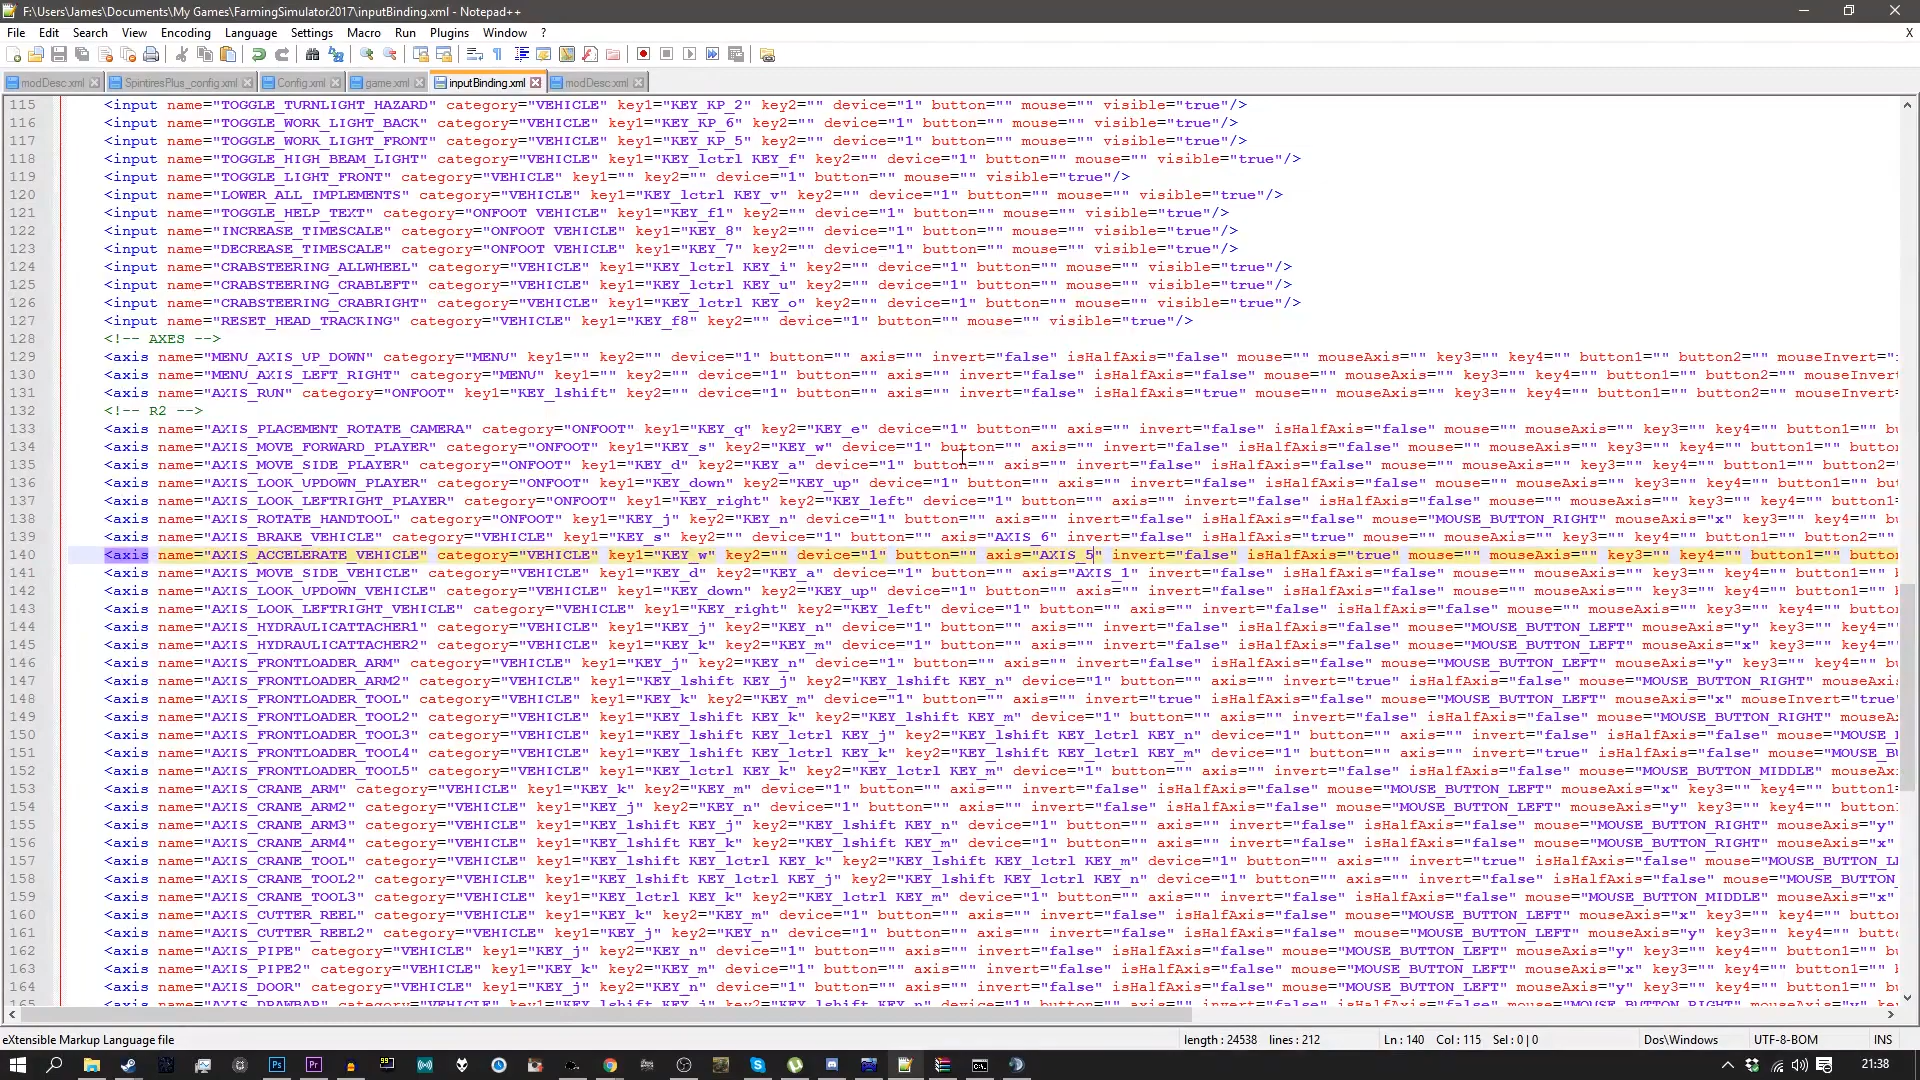 F:\Users\James\Documents\My Games\FarmingSimulator2017\inputBinding.xml - Notepad++
File Edit Search View Encoding Language Settings Macro Run Plugins Window ? X
modDesc.xml SpintiresPlus_config.xml Config.xml game.xml inputBinding.xml modDesc.xml
115 <input name="TOGGLE_TURNLIGHT_HAZARD" category="VEHICLE" key1="KEY_KP_2" key2="" device="1" button="" mouse="" visible="true"/>
116 <input name="TOGGLE_WORK_LIGHT_BACK" category="VEHICLE" key1="KEY_KP_6" key2="" device="1" button="" mouse="" visible="true"/>
117 <input name="TOGGLE_WORK_LIGHT_FRONT" category="VEHICLE" key1="KEY_KP_5" key2="" device="1" button="" mouse="" visible="true"/>
118 <input name="TOGGLE_HIGH_BEAM_LIGHT" category="VEHICLE" key1="KEY_lctrl KEY_f" key2="" device="1" button="" mouse="" visible="true"/>
119 <input name="TOGGLE_LIGHT_FRONT" category="VEHICLE" key1="" key2="" device="1" button="" mouse="" visible="true"/>
120 <input name="LOWER_ALL_IMPLEMENTS" category="VEHICLE" key1="KEY_lctrl KEY_v" key2="" device="1" button="" mouse="" visible="true"/>
121 <input name="TOGGLE_HELP_TEXT" category="ONFOOT VEHICLE" key1="KEY_f1" key2="" device="1" button="" mouse="" visible="true"/>
122 <input name="INCREASE_TIMESCALE" category="ONFOOT VEHICLE" key1="KEY_8" key2="" device="1" button="" mouse="" visible="true"/>
123 <input name="DECREASE_TIMESCALE" category="ONFOOT VEHICLE" key1="KEY_7" key2="" device="1" button="" mouse="" visible="true"/>
124 <input name="CRABSTEERING_ALLWHEEL" category="VEHICLE" key1="KEY_lctrl KEY_i" key2="" device="1" button="" mouse="" visible="true"/>
125 <input name="CRABSTEERING_CRABLEFT" category="VEHICLE" key1="KEY_lctrl KEY_u" key2="" device="1" button="" mouse="" visible="true"/>
126 <input name="CRABSTEERING_CRABRIGHT" category="VEHICLE" key1="KEY_lctrl KEY_o" key2="" device="1" button="" mouse="" visible="true"/>
127 <input name="RESET_HEAD_TRACKING" category="VEHICLE" key1="KEY_f8" key2="" device="1" button="" mouse="" visible="true"/>
128 <!-- AXES -->
129 <axis name="MENU_AXIS_UP_DOWN" category="MENU" key1="" key2="" device="1" button="" axis="" invert="false" isHalfAxis="false" mouse="" mouseAxis="" key3="" key4="" button1="" button2="" mouseInvert="
130 <axis name="MENU_AXIS_LEFT_RIGHT" category="MENU" key1="" key2="" device="1" button="" axis="" invert="false" isHalfAxis="false" mouse="" mouseAxis="" key3="" key4="" button1="" button2="" mouseInver
131 <axis name="AXIS_RUN" category="ONFOOT" key1="KEY_lshift" key2="" device="1" button="" axis="" invert="false" isHalfAxis="true" mouse="" mouseAxis="" key3="" key4="" button1="" button2="" mouseInver
132 <!-- R2 -->
133 <axis name="AXIS_PLACEMENT_ROTATE_CAMERA" category="ONFOOT" key1="KEY_q" key2="KEY_e" device="1" button="" axis="" invert="false" isHalfAxis="false" mouse="" mouseAxis="" key3="" key4="" button1="" bu
134 <axis name="AXIS_MOVE_FORWARD_PLAYER" category="ONFOOT" key1="KEY_s" key2="KEY_w" device="1" button="" axis="" invert="false" isHalfAxis="false" mouse="" mouseAxis="" key3="" key4="" button1="" butto
135 <axis name="AXIS_MOVE_SIDE_PLAYER" category="ONFOOT" key1="KEY_d" key2="KEY_a" device="1" button="" axis="" invert="false" isHalfAxis="false" mouse="" mouseAxis="" key3="" key4="" button1="" button2=
136 <axis name="AXIS_LOOK_UPDOWN_PLAYER" category="ONFOOT" key1="KEY_down" key2="KEY_up" device="1" button="" axis="" invert="false" isHalfAxis="false" mouse="" mouseAxis="" key3="" key4="" button1="" but
137 <axis name="AXIS_LOOK_LEFTRIGHT_PLAYER" category="ONFOOT" key1="KEY_right" key2="KEY_left" device="1" button="" axis="" invert="false" isHalfAxis="false" mouse="" mouseAxis="" key3="" key4="" button1=
138 <axis name="AXIS_ROTATE_HANDTOOL" category="ONFOOT" key1="KEY_j" key2="KEY_n" device="1" button="" axis="" invert="false" isHalfAxis="false" mouse="MOUSE_BUTTON_RIGHT" mouseAxis="x" key3="" key4="" bu
139 <axis name="AXIS_BRAKE_VEHICLE" category="VEHICLE" key1="KEY_s" key2="" device="1" button="" axis="AXIS_6" invert="false" isHalfAxis="true" mouse="" mouseAxis="" key3="" key4="" button1="" button2=
140 <axis name="AXIS_ACCELERATE_VEHICLE" category="VEHICLE" key1="KEY_w" key2="" device="1" button="" axis="AXIS_5" invert="false" isHalfAxis="true" mouse="" mouseAxis="" key3="" key4="" button1="" button
141 <axis name="AXIS_MOVE_SIDE_VEHICLE" category="VEHICLE" key1="KEY_d" key2="KEY_a" device="1" button="" axis="AXIS_1" invert="false" isHalfAxis="false" mouse="" mouseAxis="" key3="" key4="" button1=""
142 <axis name="AXIS_LOOK_UPDOWN_VEHICLE" category="VEHICLE" key1="KEY_down" key2="KEY_up" device="1" button="" axis="" invert="false" isHalfAxis="false" mouse="" mouseAxis="" key3="" key4="" button1="" b
143 <axis name="AXIS_LOOK_LEFTRIGHT_VEHICLE" category="VEHICLE" key1="KEY_right" key2="KEY_left" device="1" button="" axis="" invert="false" isHalfAxis="false" mouse="" mouseAxis="" key3="" key4="" button
144 <axis name="AXIS_HYDRAULICATTACHER1" category="VEHICLE" key1="KEY_j" key2="KEY_n" device="1" button="" axis="" invert="false" isHalfAxis="false" mouse="MOUSE_BUTTON_LEFT" mouseAxis="y" key3="" key4=""
145 <axis name="AXIS_HYDRAULICATTACHER2" category="VEHICLE" key1="KEY_k" key2="KEY_m" device="1" button="" axis="" invert="false" isHalfAxis="false" mouse="MOUSE_BUTTON_LEFT" mouseAxis="x" key3="" key4=""
146 <axis name="AXIS_FRONTLOADER_ARM" category="VEHICLE" key1="KEY_j" key2="KEY_n" device="1" button="" axis="" invert="false" isHalfAxis="false" mouse="MOUSE_BUTTON_LEFT" mouseAxis="y" key3="" key4="" bu
147 <axis name="AXIS_FRONTLOADER_ARM2" category="VEHICLE" key1="KEY_lshift KEY_j" key2="KEY_lshift KEY_n" device="1" button="" axis="" invert="true" isHalfAxis="false" mouse="MOUSE_BUTTON_RIGHT" mouseAxis
148 <axis name="AXIS_FRONTLOADER_TOOL" category="VEHICLE" key1="KEY_k" key2="KEY_m" device="1" button="" axis="" invert="true" isHalfAxis="false" mouse="MOUSE_BUTTON_LEFT" mouseAxis="x" mouseInvert="true"
149 <axis name="AXIS_FRONTLOADER_TOOL2" category="VEHICLE" key1="KEY_lshift KEY_k" key2="KEY_lshift KEY_m" device="1" button="" axis="" invert="false" isHalfAxis="false" mouse="MOUSE_BUTTON_RIGHT" mouseAx
150 <axis name="AXIS_FRONTLOADER_TOOL3" category="VEHICLE" key1="KEY_lshift KEY_lctrl KEY_j" key2="KEY_lshift KEY_lctrl KEY_n" device="1" button="" axis="" invert="false" isHalfAxis="false" mouse="MOUSE_B
151 <axis name="AXIS_FRONTLOADER_TOOL4" category="VEHICLE" key1="KEY_lshift KEY_lctrl KEY_k" key2="KEY_lshift KEY_lctrl KEY_m" device="1" button="" axis="" invert="true" isHalfAxis="false" mouse="MOUSE_BU
152 <axis name="AXIS_FRONTLOADER_TOOL5" category="VEHICLE" key1="KEY_lctrl KEY_k" key2="KEY_lctrl KEY_m" device="1" button="" axis="" invert="false" isHalfAxis="false" mouse="MOUSE_BUTTON_MIDDLE" mouseAxi
153 <axis name="AXIS_CRANE_ARM" category="VEHICLE" key1="KEY_k" key2="KEY_m" device="1" button="" axis="" invert="false" isHalfAxis="false" mouse="MOUSE_BUTTON_LEFT" mouseAxis="x" key3="" key4="" button1
154 <axis name="AXIS_CRANE_ARM2" category="VEHICLE" key1="KEY_j" key2="KEY_n" device="1" button="" axis="" invert="false" isHalfAxis="false" mouse="MOUSE_BUTTON_LEFT" mouseAxis="y" key3="" key4="" button
155 <axis name="AXIS_CRANE_ARM3" category="VEHICLE" key1="KEY_lshift KEY_j" key2="KEY_lshift KEY_n" device="1" button="" axis="" invert="false" isHalfAxis="false" mouse="MOUSE_BUTTON_RIGHT" mouseAxis="y"
156 <axis name="AXIS_CRANE_ARM4" category="VEHICLE" key1="KEY_lshift KEY_k" key2="KEY_lshift KEY_m" device="1" button="" axis="" invert="false" isHalfAxis="false" mouse="MOUSE_BUTTON_RIGHT" mouseAxis="x"
157 <axis name="AXIS_CRANE_TOOL" category="VEHICLE" key1="KEY_lshift KEY_lctrl KEY_k" key2="KEY_lshift KEY_lctrl KEY_m" device="1" button="" axis="" invert="true" isHalfAxis="false" mouse="MOUSE_BUTTON_LE
158 <axis name="AXIS_CRANE_TOOL2" category="VEHICLE" key1="KEY_lshift KEY_lctrl KEY_j" key2="KEY_lshift KEY_lctrl KEY_n" device="1" button="" axis="" invert="false" isHalfAxis="false" mouse="MOUSE_BUTTON_
159 <axis name="AXIS_CRANE_TOOL3" category="VEHICLE" key1="KEY_lctrl KEY_k" key2="KEY_lctrl KEY_m" device="1" button="" axis="" invert="false" isHalfAxis="false" mouse="MOUSE_BUTTON_MIDDLE" mouseAxis="x"
160 <axis name="AXIS_CUTTER_REEL" category="VEHICLE" key1="KEY_k" key2="KEY_m" device="1" button="" axis="" invert="false" isHalfAxis="false" mouse="MOUSE_BUTTON_LEFT" mouseAxis="x" key3="" key4="" butto
161 <axis name="AXIS_CUTTER_REEL2" category="VEHICLE" key1="KEY_j" key2="KEY_n" device="1" button="" axis="" invert="false" isHalfAxis="false" mouse="MOUSE_BUTTON_LEFT" mouseAxis="y" key3="" key4="" butt
162 <axis name="AXIS_PIPE" category="VEHICLE" key1="KEY_j" key2="KEY_n" device="1" button="" axis="" invert="false" isHalfAxis="false" mouse="MOUSE_BUTTON_LEFT" mouseAxis="y" key3="" key4="" button1="" b
163 <axis name="AXIS_PIPE2" category="VEHICLE" key1="KEY_k" key2="KEY_m" device="1" button="" axis="" invert="false" isHalfAxis="false" mouse="MOUSE_BUTTON_LEFT" mouseAxis="x" key3="" key4="" button1=""
164 <axis name="AXIS_DOOR" category="VEHICLE" key1="KEY_j" key2="KEY_n" device="1" button="" axis="" invert="false" isHalfAxis="false" mouse="MOUSE_BUTTON_LEFT" mouseAxis="y" key3="" key4="" button1="" b
165 <axis name="AXIS_DRAWBAR" category="VEHICLE" key1="KEY_lshift KEY_j" key2="KEY_lshift KEY_n" device="1" button="" axis="" invert="false" isHalfAxis="false" mouse="MOUSE_BUTTON_RIGHT" mouseAxis="y" ke
eXtensible Markup Language file length : 24538 lines : 212 Ln : 140 Col : 115 Sel : 0 | 0 Dos\Windows UTF-8-BOM INS
Ps Pr 99 21:38